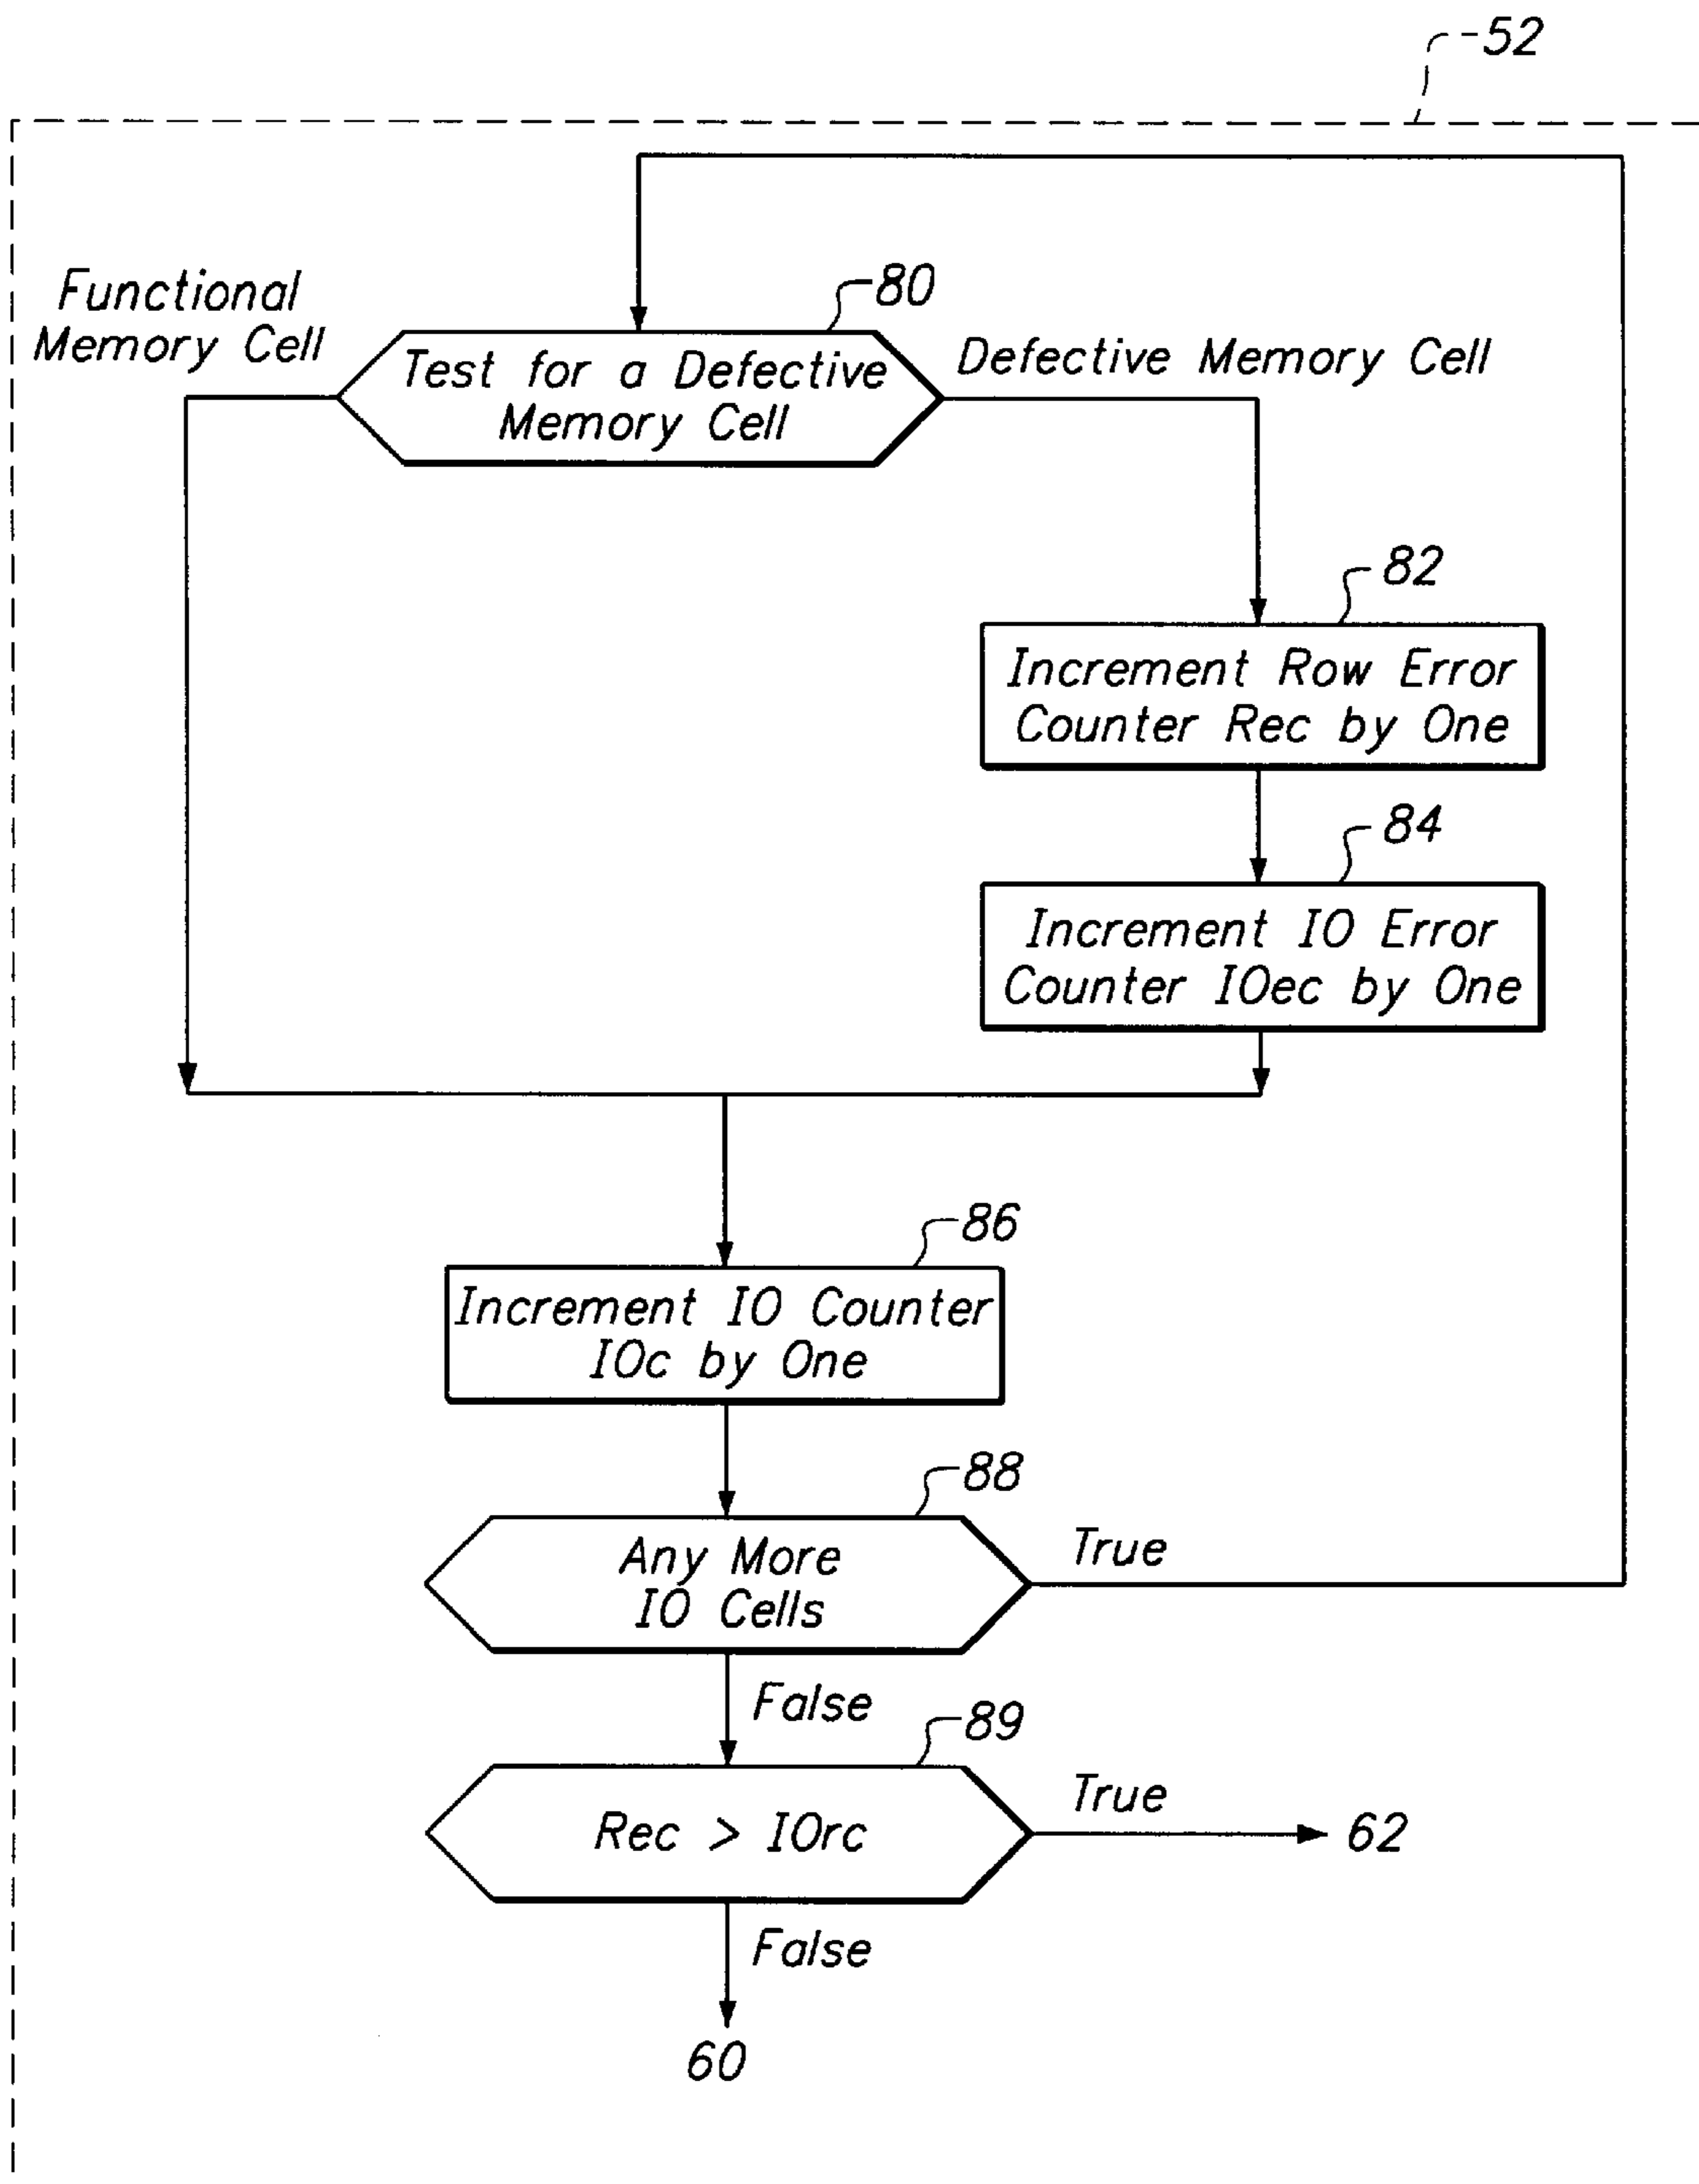 52
Functional
Memory Cell
80
Test for a Defective
Memory Cell
Defective Memory Cell
82
Increment Row Error
Counter Rec by One
84
Increment IO Error
Counter IOec by One
86
Increment IO Counter
IOc by One
88
Any More
IO Cells
True
False
89
Rec > IOrc
True
62
False
60